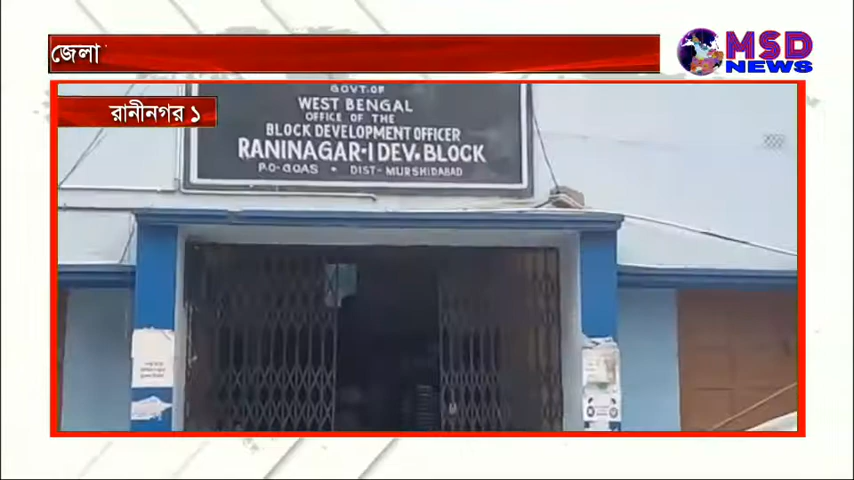 জেলা
MSD
NEWS
রানীনগর ১
GOVT.OF
WEST BENGAL
OFFICE OF THE
BLOCK DEVELOPMENT OFFICER
RANINAGAR-I DEV. BLOCK
P.O-GOAS • DIST- MURSHIDABAD